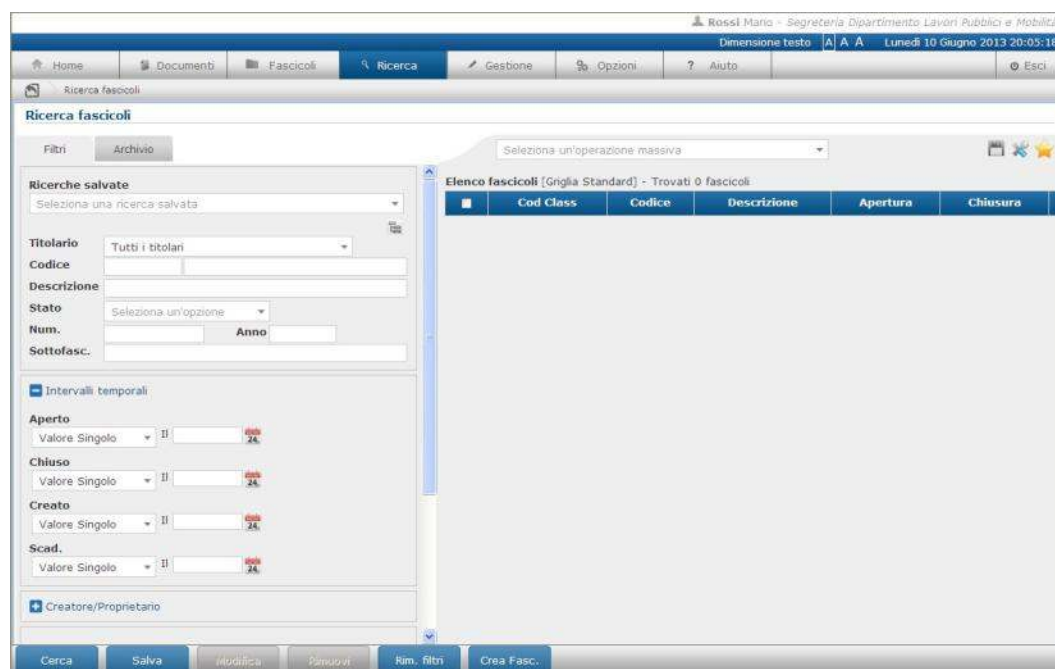 Rossi Mario - Segreteria Dipartimento Lavori Pubblici e Mobilità
Dimensione testo A A A Lunedì 10 Giugno 2013 20:05:18
Home Documenti Fascicoli Ricerca Gestione Opzioni ? Aiuto Esci
Ricerca fascicoli
Ricerca fascicoli
Filtri Archivio Seleziona un'operazione massiva
Ricerche salvate
Seleziona una ricerca salvata
Titolario Tutti i titolari
Codice
Descrizione
Stato Seleziona un'opzione
Num. Anno
Sottofasc.
Intervalli temporali
Aperto
Valore Singolo Il 24
Chiuso
Valore Singolo Il 24
Creato
Valore Singolo Il 24
Scad.
Valore Singolo Il 24
Creatore/Proprietario
Elenco fascicoli [Griglia Standard] - Trovati 0 fascicoli
Cod Class Codice Descrizione Apertura Chiusura
Cerca Salva Modifica Rimuovi Rim. filtri Crea Fasc.